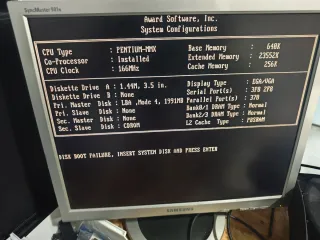 SyncMaster
Award Software, Inc.
System Configurations
CPU Type : PENTIUM-MMX
Base Memory : 640K
Co-Processor : Installed
Extended Memory : 23552K
CPU Clock : 166MHz
Cache Memory : 256K
Diskette Drive A : 1.44M, 3.5 in.
Display Type : EGA/VGA
Diskette Drive B : None
Serial Port(s) : 3F8 2F8
Pri. Master Disk : LBA ,Mode 4, 1991MB
Parallel Port(s) : 378
Pri. Slave Disk : None
Bank0/1 DRAM Type : Normal
Sec. Master Disk : None
Bank2/3 DRAM Type : Normal
Sec. Slave Disk : CDROM
L2 Cache Type :
DISK BOOT FAILURE, INSERT SYSTEM DISK AND PRESS ENTER
SAMSUNG